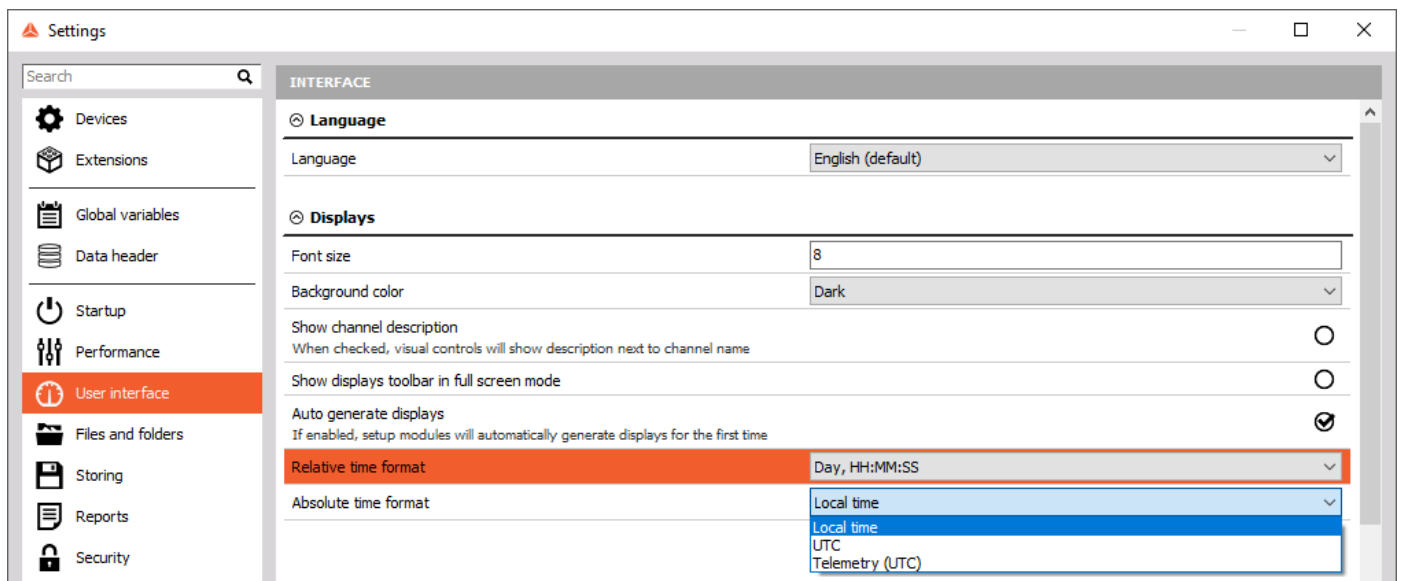 Settings
Search
Devices
Extensions
Global variables
Data header
Startup
Performance
User interface
Files and folders
Storing
Reports
Security
INTERFACE
Language
Language
English (default)
Displays
Font size
8
Background color
Dark
Show channel description
When checked, visual controls will show description next to channel name
Show displays toolbar in full screen mode
Auto generate displays
If enabled, setup modules will automatically generate displays for the first time
Relative time format
Day, HH:MM:SS
Absolute time format
Local time
Local time
UTC
Telemetry (UTC)